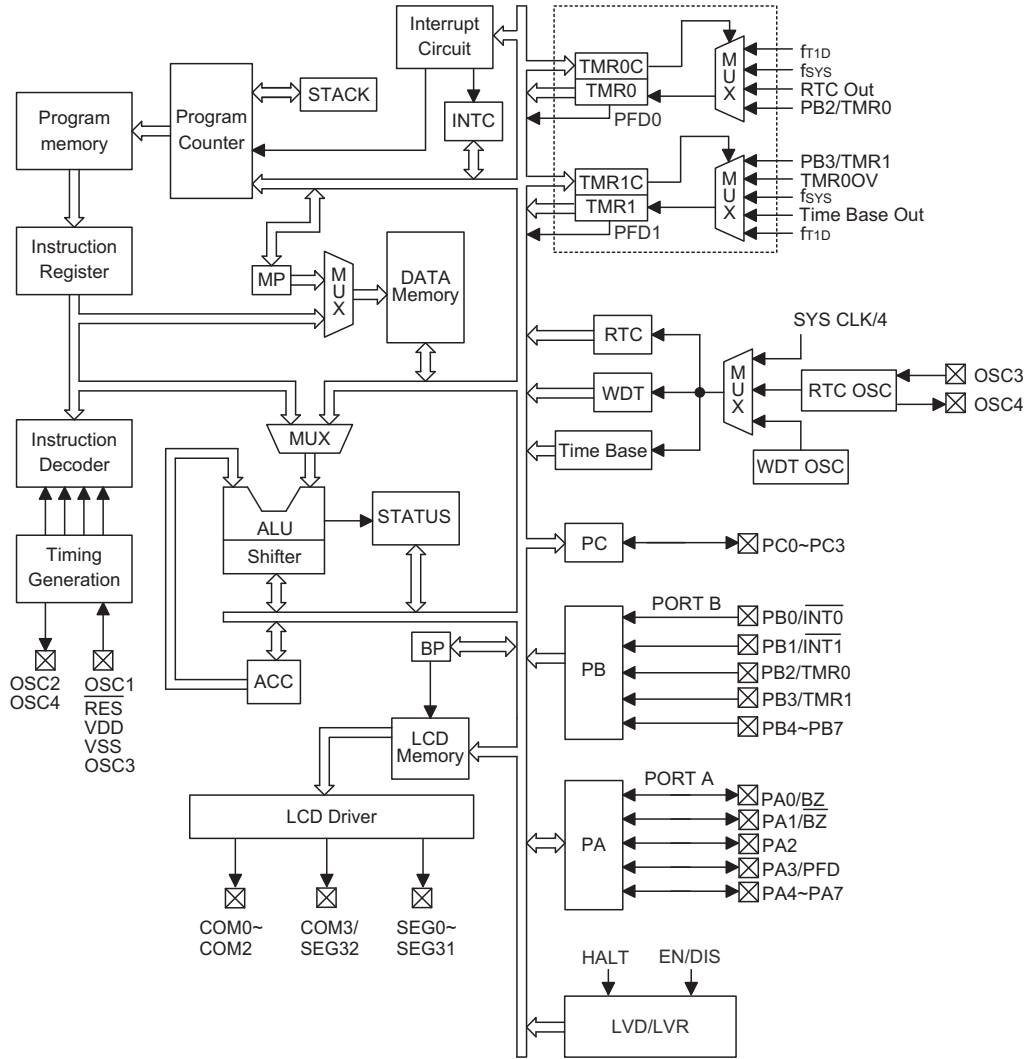 Interrupt
Circuit
STACK
Program
Counter
Program
memory
INTC
TMR0C
TMR0
PFD0
MUX
fT1D
fSYS
RTC Out
PB2/TMR0
TMR1C
TMR1
PFD1
MUX
PB3/TMR1
TMR0OV
fSYS
Time Base Out
fT1D
Instruction
Register
MP
MUX
DATA
Memory
RTC
WDT
Time Base
MUX
SYS CLK/4
RTC OSC
OSC3
OSC4
WDT OSC
Instruction
Decoder
MUX
ALU
Shifter
STATUS
Timing
Generation
OSC2
OSC4
OSC1
R̅E̅S̅
VDD
VSS
OSC3
ACC
BP
LCD
Memory
LCD Driver
COM0~
COM2
COM3/
SEG32
SEG0~
SEG31
PC
PC0~PC3
PORT B
PB
PB0/I̅N̅T̅0̅
PB1/I̅N̅T̅1̅
PB2/TMR0
PB3/TMR1
PB4~PB7
PORT A
PA
PA0/BZ
PA1/B̅Z̅
PA2
PA3/PFD
PA4~PA7
HALT
EN/DIS
LVD/LVR